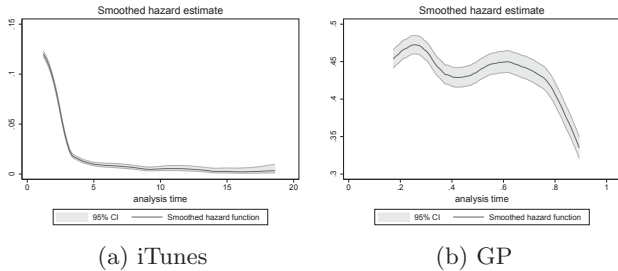 Smoothed hazard estimate
.15
.1
.05
0
0 5 10 15 20
analysis time
95% CI Smoothed hazard function
(a) iTunes
Smoothed hazard estimate
.5
.45
.4
.35
.3
0 .2 .4 .6 .8 1
analysis time
95% CI Smoothed hazard function
(b) GP